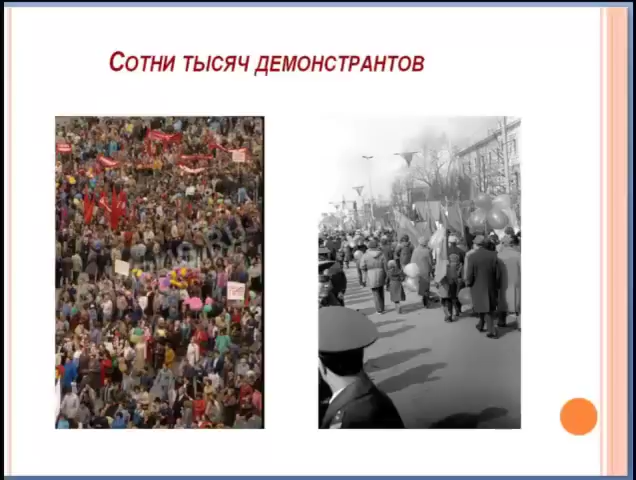 Сотни тысяч демонстрантов